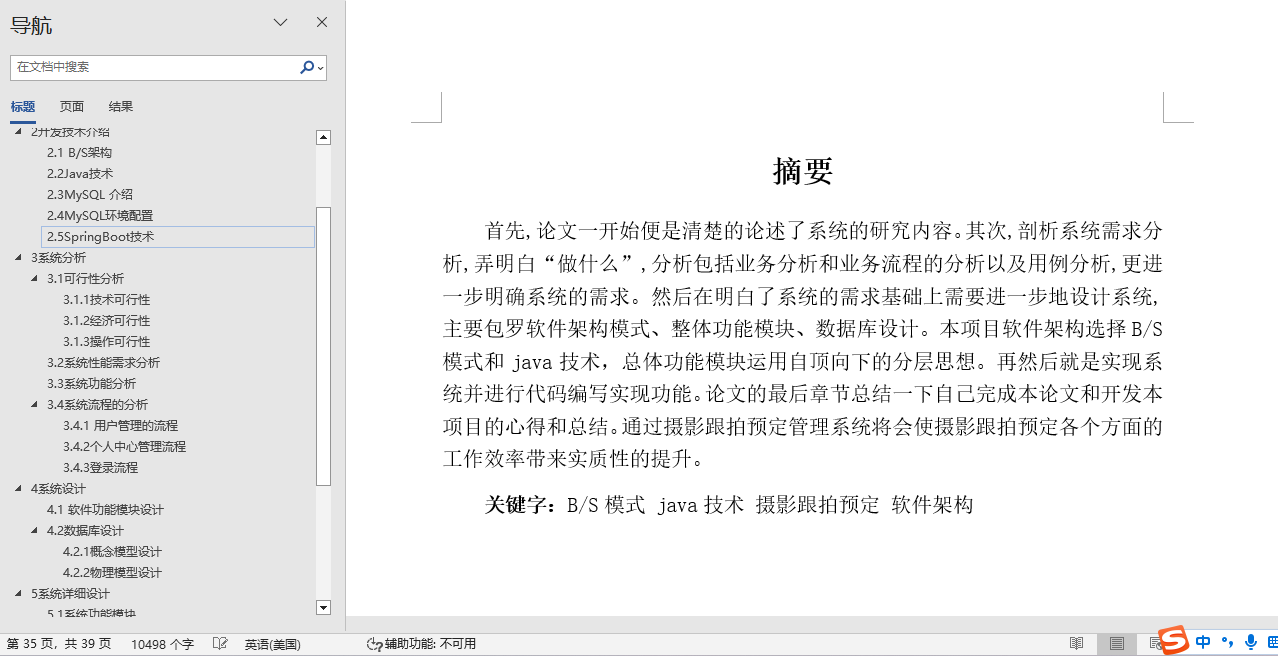 导航
在文档中搜索
标题 页面 结果
2开发技术介绍
2.1 B/S架构
2.2Java技术
2.3MySQL 介绍
2.4MySQL环境配置
2.5SpringBoot技术
3系统分析
3.1可行性分析
3.1.1技术可行性
3.1.2经济可行性
3.1.3操作可行性
3.2系统性能需求分析
3.3系统功能分析
3.4系统流程的分析
3.4.1 用户管理的流程
3.4.2个人中心管理流程
3.4.3登录流程
4系统设计
4.1 软件功能模块设计
4.2数据库设计
4.2.1概念模型设计
4.2.2物理模型设计
5系统详细设计
5.1系统功能模块
摘要
首先,论文一开始便是清楚的论述了系统的研究内容。其次,剖析系统需求分
析,弄明白“做什么”,分析包括业务分析和业务流程的分析以及用例分析,更进
一步明确系统的需求。然后在明白了系统的需求基础上需要进一步地设计系统,
主要包罗软件架构模式、整体功能模块、数据库设计。本项目软件架构选择 B/S
模式和 java 技术，总体功能模块运用自顶向下的分层思想。再然后就是实现系
统并进行代码编写实现功能。论文的最后章节总结一下自己完成本论文和开发本
项目的心得和总结。通过摄影跟拍预定管理系统将会使摄影跟拍预定各个方面的
工作效率带来实质性的提升。
关键字：B/S 模式 java 技术 摄影跟拍预定 软件架构
第 35 页，共 39 页 10498 个字 英语(美国) 辅助功能: 不可用
S 中